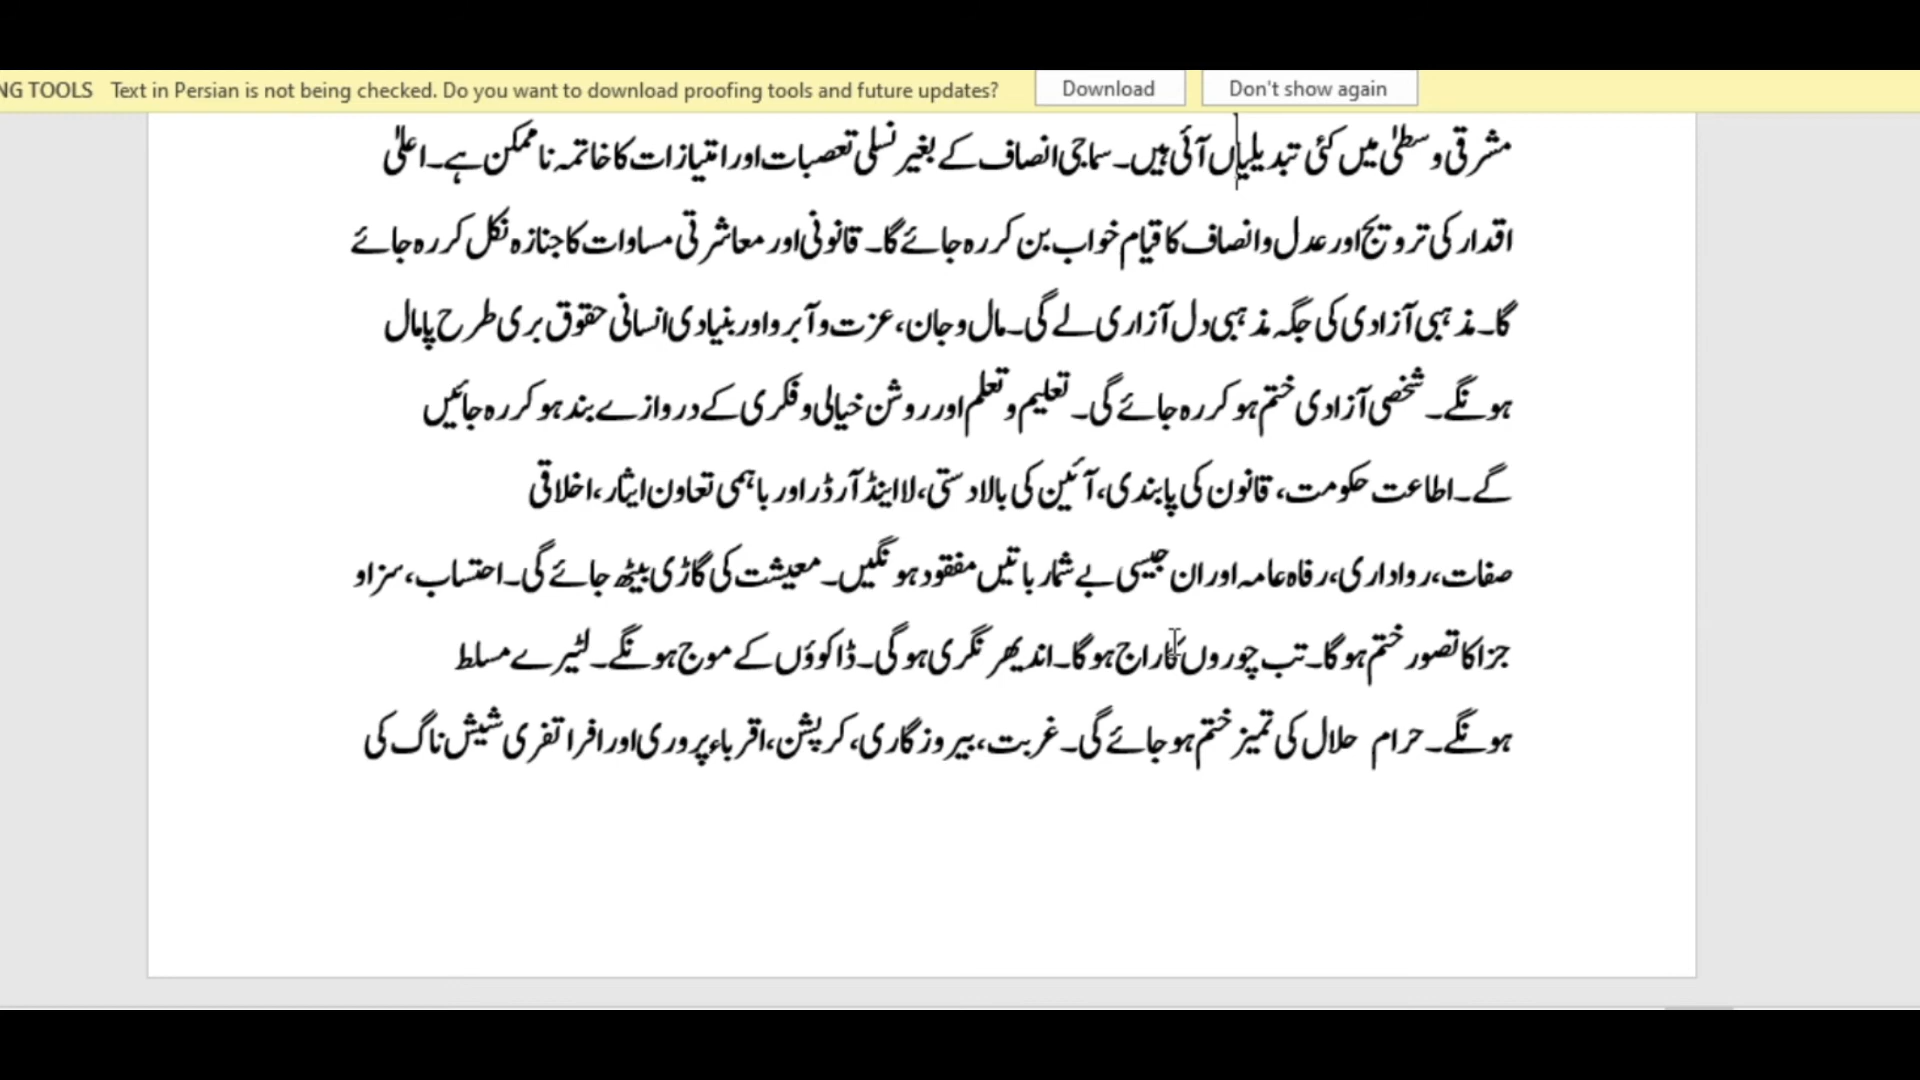 NG TOOLS Text in Persian is not being checked. Do you want to download proofing tools and future updates? Download Don't show again
مشرقی وسطیٰ میں کئی تبدیلیاں آئی ہیں۔ سماجی انصاف کے بغیر نسلی تعصبات اور امتیازات کا خاتمہ ناممکن ہے۔ اعلیٰ
اقدار کی ترویج اور عدل و انصاف کا قیام خواب بن کر رہ جائے گا۔ قانونی اور معاشرتی مساوات کا جنازہ نکل کر رہ جائے
گا۔ مذہبی آزادی کی جگہ مذہبی دل آزاری لے گی۔ مال و جان، عزت و آبرو اور بنیادی انسانی حقوق بری طرح پامال
ہونگے۔ شخصی آزادی ختم ہو کر رہ جائے گی۔ تعلیم و تعلم اور روشن خیالی و فکری کے دروازے بند ہو کر رہ جائیں
گے۔ اطاعت حکومت، قانون کی پابندی، آئین کی بالادستی، لا اینڈ آرڈر اور باہمی تعاون ایثار، اخلاقی
صفات، رواداری، رفاہ عامہ اور ان جیسی بے شمار باتیں مفقود ہونگیں۔ معیشت کی گاڑی بیٹھ جائے گی۔ احتساب، سزا و
جزا کا تصور ختم ہو گا۔ تب چوروں کا راج ہو گا۔ اندیھر نگری ہو گی۔ ڈاکوؤں کے موج ہونگے۔ لٹیرے مسلط
ہونگے۔ حرام حلال کی تمیز ختم ہو جائے گی۔ غربت، بیروزگاری، کرپشن، اقرباء پروری اور افراتفری شیش ناگ کی